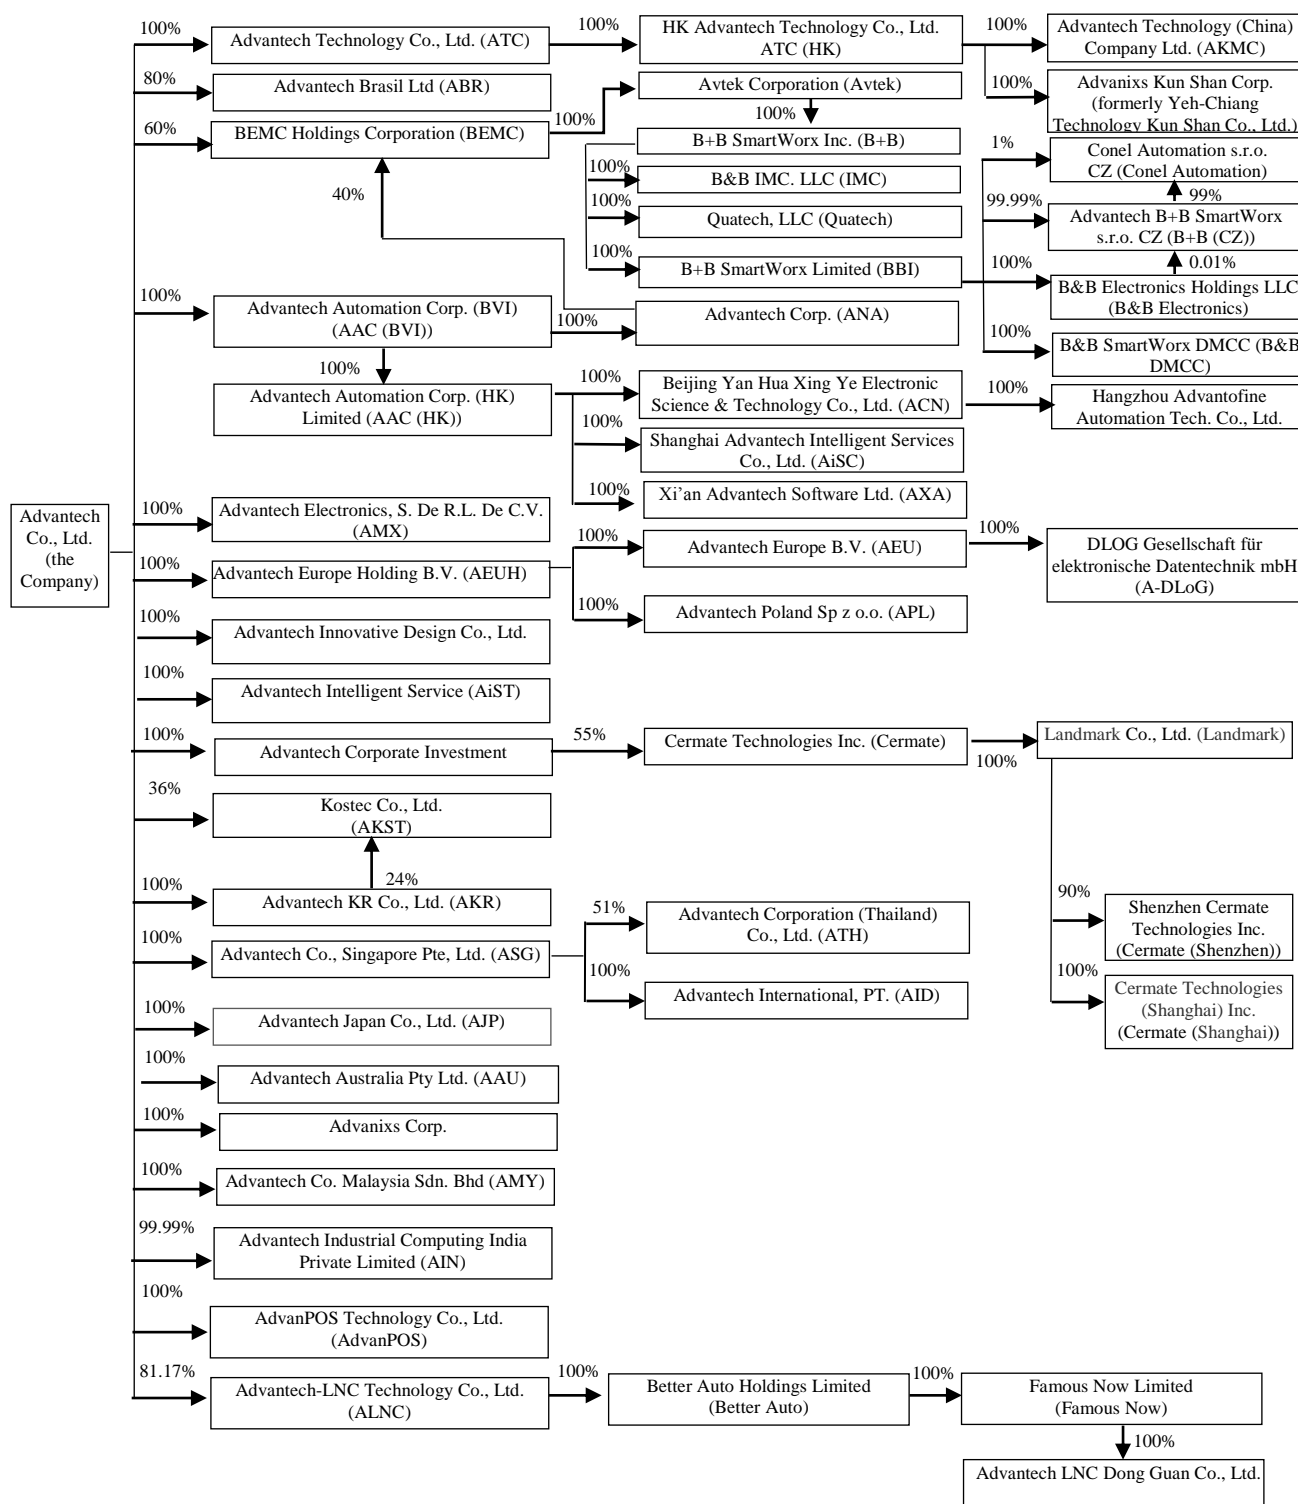 100%
Advantech Technology Co., Ltd. (ATC)
100%
HK Advantech Technology Co., Ltd.
ATC (HK)
100%
Advantech Technology (China)
Company Ltd. (AKMC)
80%
Advantech Brasil Ltd (ABR)
Avtek Corporation (Avtek)
100%
Advanixs Kun Shan Corp.
(formerly Yeh-Chiang
Technology Kun Shan Co., Ltd.)
60%
BEMC Holdings Corporation (BEMC)
100%
100%
B+B SmartWorx Inc. (B+B)
1%
Conel Automation s.r.o.
CZ (Conel Automation)
40%
100%
B&B IMC. LLC (IMC)
99%
100%
Quatech, LLC (Quatech)
99.99%
Advantech B+B SmartWorx
s.r.o. CZ (B+B (CZ))
100%
B+B SmartWorx Limited (BBI)
100%
0.01%
B&B Electronics Holdings LLC
(B&B Electronics)
100%
Advantech Automation Corp. (BVI)
(AAC (BVI))
100%
Advantech Corp. (ANA)
100%
B&B SmartWorx DMCC (B&B
DMCC)
100%
Advantech Automation Corp. (HK)
Limited (AAC (HK))
100%
Beijing Yan Hua Xing Ye Electronic
Science & Technology Co., Ltd. (ACN)
100%
Hangzhou Advantofine
Automation Tech. Co., Ltd.
100%
Shanghai Advantech Intelligent Services
Co., Ltd. (AiSC)
100%
Xi'an Advantech Software Ltd. (AXA)
Advantech
Co., Ltd.
(the
Company)
100%
Advantech Electronics, S. De R.L. De C.V.
(AMX)
100%
Advantech Europe Holding B.V. (AEUH)
100%
Advantech Europe B.V. (AEU)
100%
DLOG Gesellschaft für
elektronische Datentechnik mbH
(A-DLoG)
100%
Advantech Poland Sp z o.o. (APL)
100%
Advantech Innovative Design Co., Ltd.
100%
Advantech Intelligent Service (AiST)
100%
Advantech Corporate Investment
55%
Cermate Technologies Inc. (Cermate)
100%
Landmark Co., Ltd. (Landmark)
36%
Kostec Co., Ltd.
(AKST)
24%
100%
Advantech KR Co., Ltd. (AKR)
90%
Shenzhen Cermate
Technologies Inc.
(Cermate (Shenzhen))
100%
Advantech Co., Singapore Pte, Ltd. (ASG)
51%
Advantech Corporation (Thailand)
Co., Ltd. (ATH)
100%
Advantech International, PT. (AID)
100%
Cermate Technologies
(Shanghai) Inc.
(Cermate (Shanghai))
100%
Advantech Japan Co., Ltd. (AJP)
100%
Advantech Australia Pty Ltd. (AAU)
100%
Advanixs Corp.
100%
Advantech Co. Malaysia Sdn. Bhd (AMY)
99.99%
Advantech Industrial Computing India
Private Limited (AIN)
100%
AdvanPOS Technology Co., Ltd.
(AdvanPOS)
81.17%
Advantech-LNC Technology Co., Ltd.
(ALNC)
100%
Better Auto Holdings Limited
(Better Auto)
100%
Famous Now Limited
(Famous Now)
100%
Advantech LNC Dong Guan Co., Ltd.